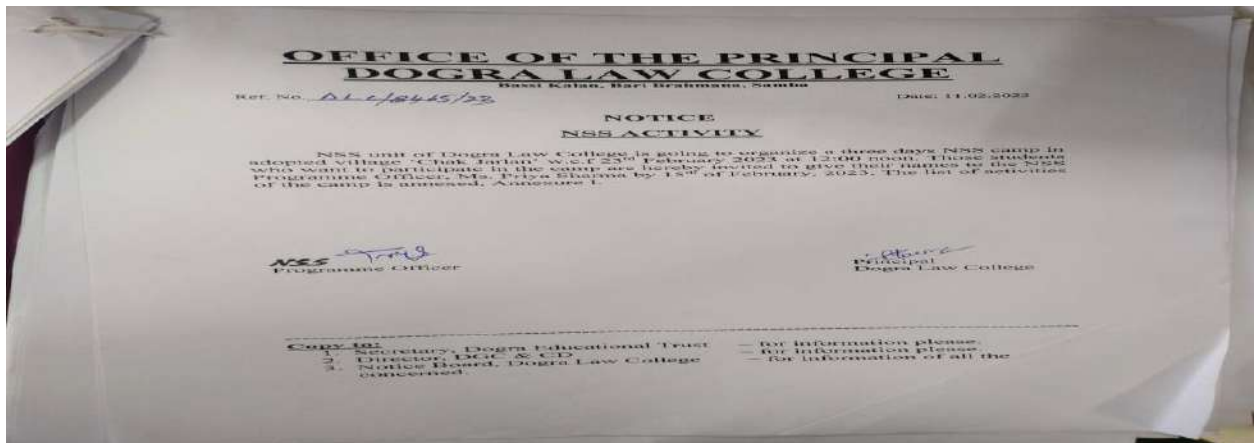 OFFICE OF THE PRINCIPAL
DOGRA LAW COLLEGE
Bassi Kalan, Bari Brahmana, Samba
Ref. No. DLC/8465/23 Date: 11.02.2023
NOTICE
NSS ACTIVITY
NSS unit of Dogra Law College is going to organize a three days NSS camp in
adopted village 'Chak Jarlan' w.e.f 23rd February 2023 at 12:00 noon. Those students
who want to participate in the camp are hereby invited to give their names to the NSS
Programme Officer, Ms. Priya Sharma by 15th of February, 2023. The list of activities
of the camp is annexed, Annexure I.
NSS
Programme Officer
Principal
Dogra Law College
Copy to:
1. Secretary, Dogra Educational Trust – for information please.
2. Director, DGC & CD – for information please.
3. Notice Board, Dogra Law College – for information of all the
concerned.